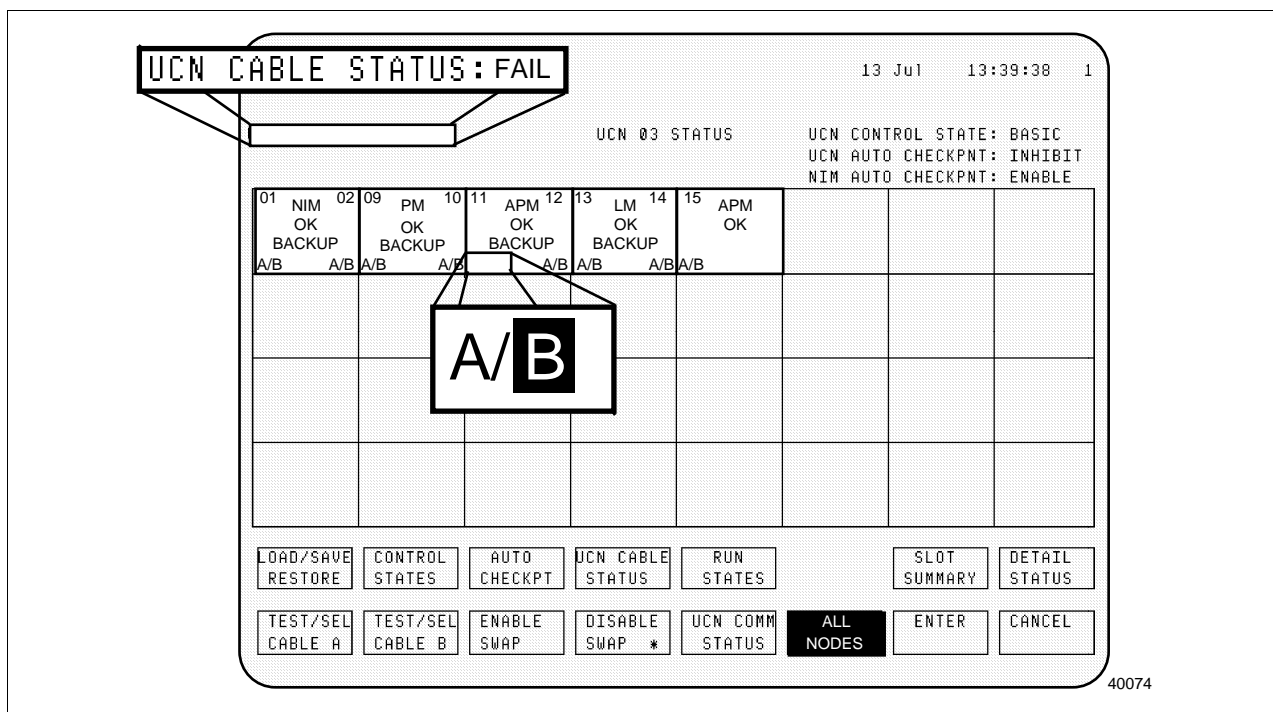 UCN CABLE STATUS: FAIL
13 Jul 13:39:38 1
UCN 03 STATUS
UCN CONTROL STATE: BASIC
UCN AUTO CHECKPNT: INHIBIT
NIM AUTO CHECKPNT: ENABLE
01 NIM 02
OK
BACKUP
A/B A/B
09 PM 10
OK
BACKUP
A/B A/B
11 APM 12
OK
BACKUP
A/B
13 LM 14
OK
BACKUP
A/B A/B
15 APM
OK
A/B
A/B
LOAD/SAVE
RESTORE
CONTROL
STATES
AUTO
CHECKPT
UCN CABLE
STATUS
RUN
STATES
SLOT
SUMMARY
DETAIL
STATUS
TEST/SEL
CABLE A
TEST/SEL
CABLE B
ENABLE
SWAP
DISABLE
SWAP *
UCN COMM
STATUS
ALL
NODES
ENTER
CANCEL
40074